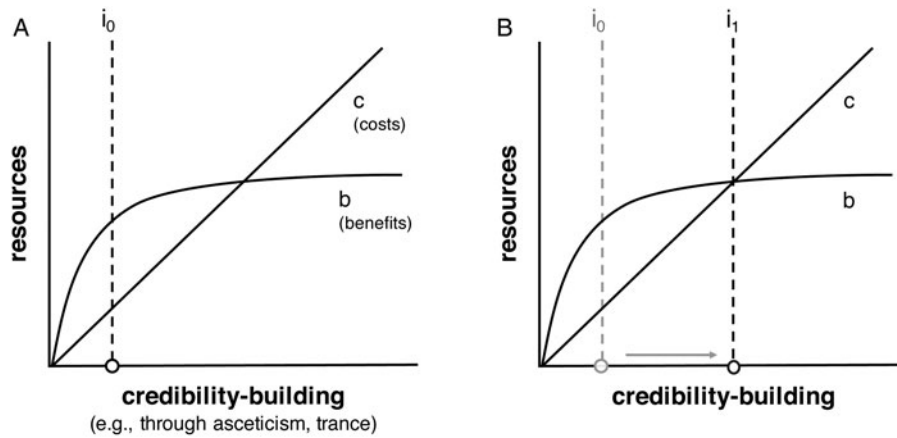 A
i₀
c
(costs)
b
(benefits)
resources
credibility-building
(e.g., through asceticism, trance)
B
i₀
i₁
c
b
resources
credibility-building